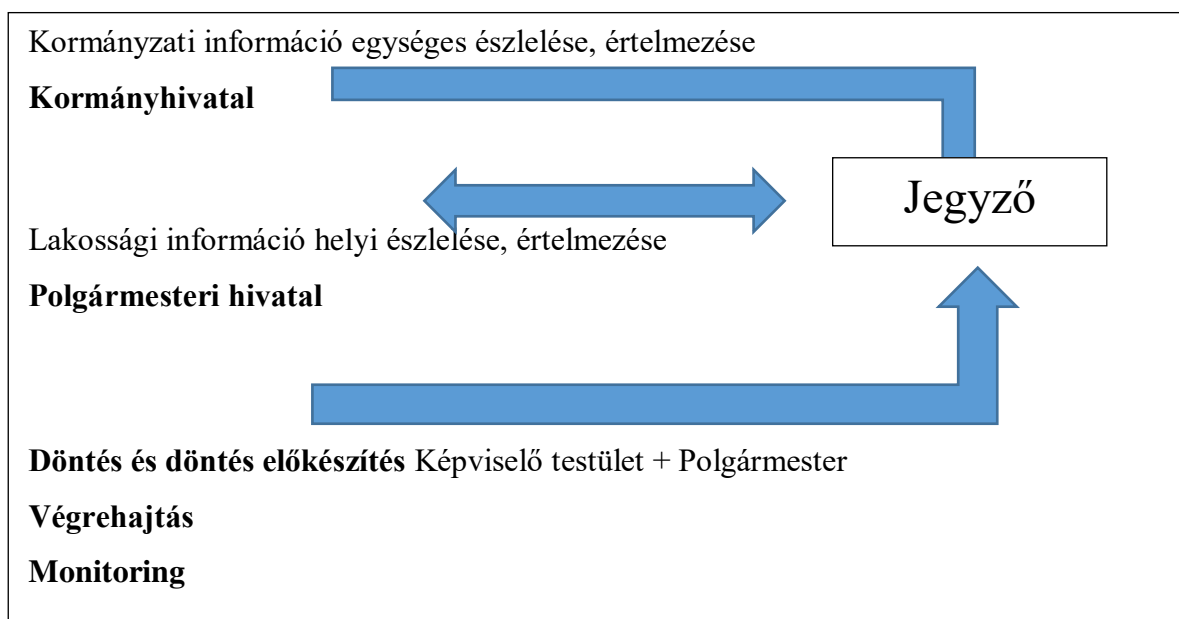 Kormányzati információ egységes észlelése, értelmezése
Kormányhivatal
Jegyző
Lakossági információ helyi észlelése, értelmezése
Polgármesteri hivatal
Döntés és döntés előkészítés Képviselő testület + Polgármester
Végrehajtás
Monitoring